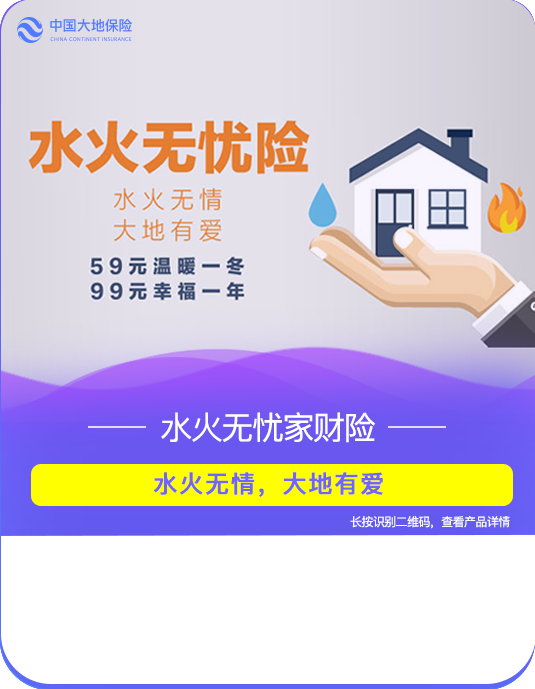 中国大地保险
CHINA CONTINENT INSURANCE
水火无忧险
水火无情
大地有爱
59元温暖一冬
99元幸福一年
水火无忧家财险
水火无情，大地有爱
长按识别二维码，查看产品详情